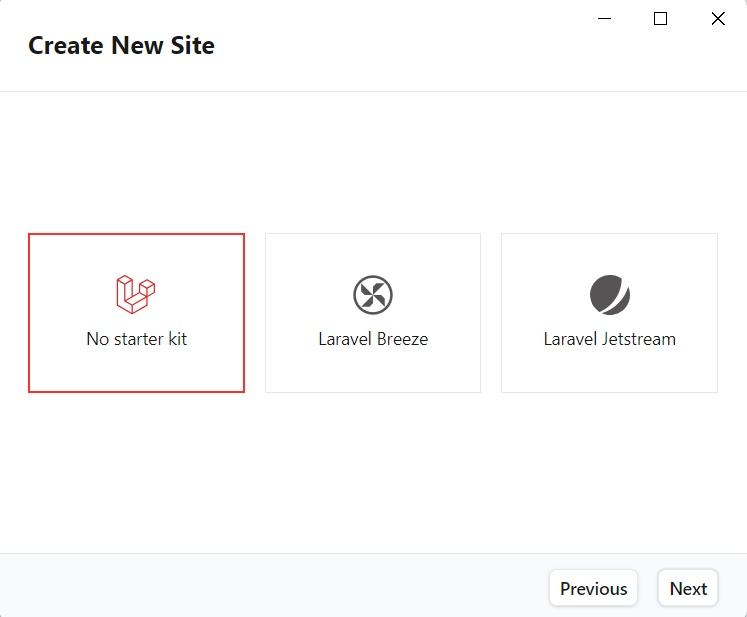 Create New Site
No starter kit
Laravel Breeze
Laravel Jetstream
Previous
Next